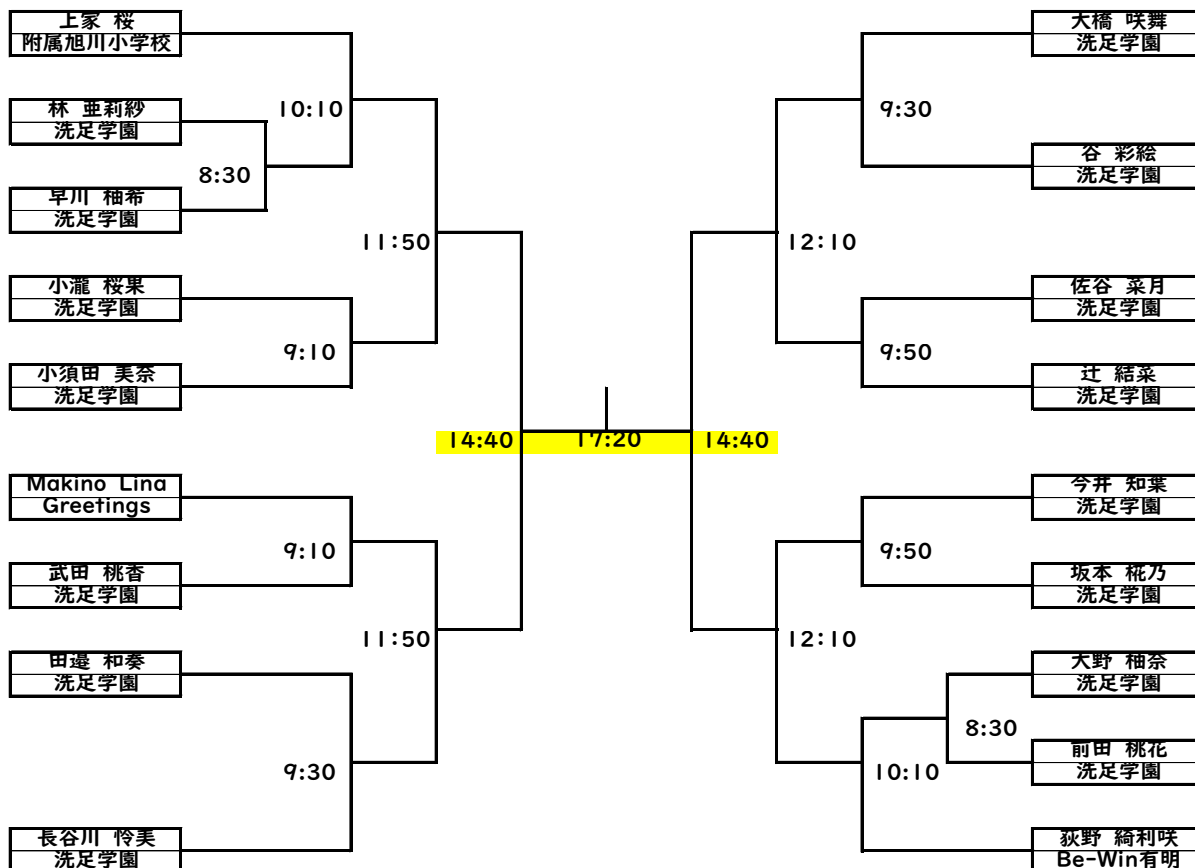 上家 桜
附属旭川小学校
林 亜莉紗
洗足学園
早川 柚希
洗足学園
小瀧 桜果
洗足学園
小須田 実奈
洗足学園
Makino Lina
Greetings
武田 桃香
洗足学園
田邉 和奏
洗足学園
長谷川 怜美
洗足学園
10:10
8:30
11:50
9:10
14:40
17:20
14:40
9:10
11:50
9:30
9:30
12:10
9:50
9:50
12:10
8:30
10:10
大橋 咲舞
洗足学園
谷 彩絵
洗足学園
佐谷 菜月
洗足学園
辻 結菜
洗足学園
今井 知葉
洗足学園
坂本 椛乃
洗足学園
大野 柚奈
洗足学園
前田 桃花
洗足学園
荻野 綺利咲
Be-Win有明